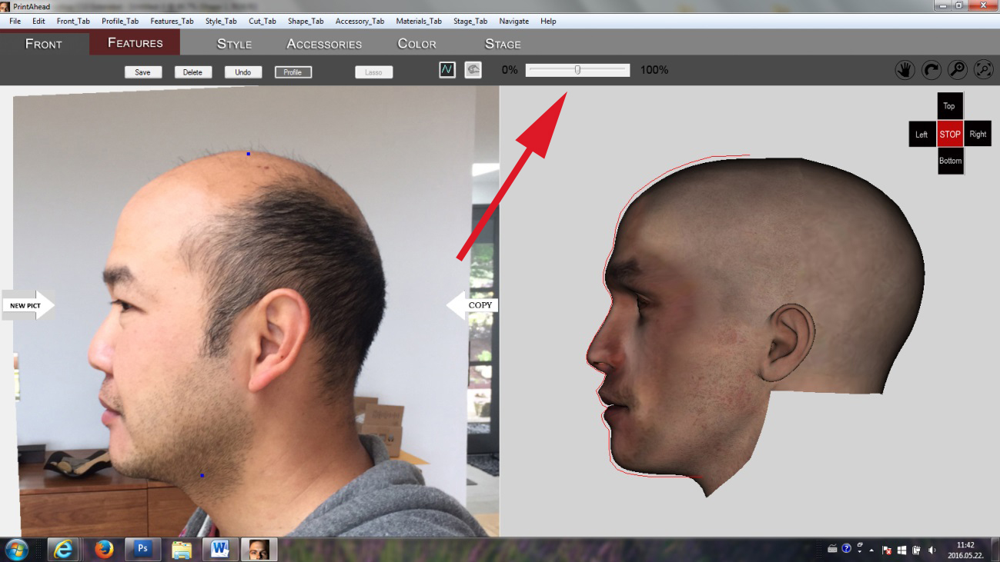 PrintAhead
File Edit Front_Tab Profile_Tab Features_Tab Style_Tab Cut_Tab Shape_Tab Accessory_Tab Materials_Tab Stage_Tab Navigate Help
FRONT FEATURES STYLE ACCESSORIES COLOR STAGE
Save Delete Undo Profile Lasso 0% 100%
Top
Left STOP Right
Bottom
NEW PICT COPY
Ps W
11:42
2016.05.22.